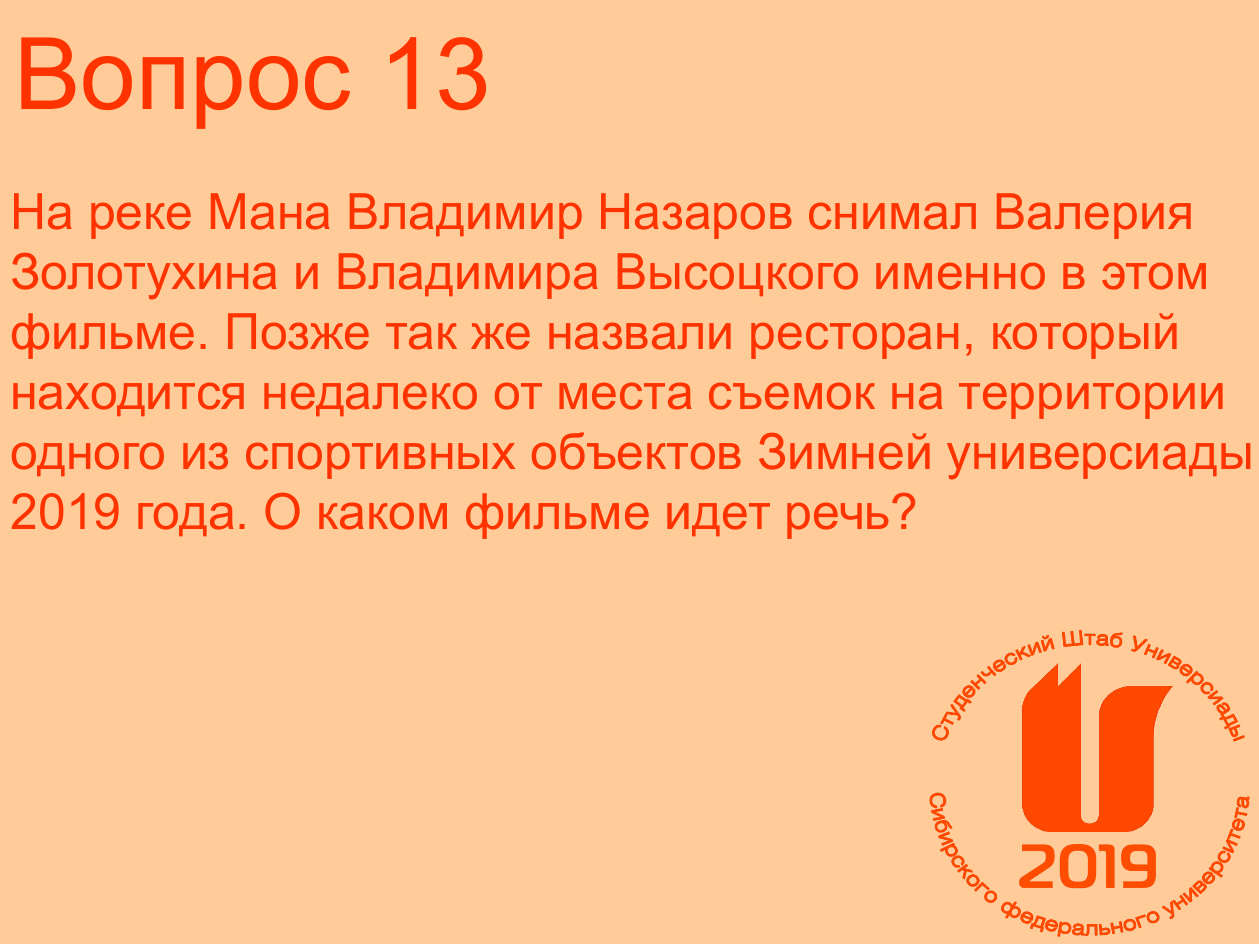 Вопрос 13
На реке Мана Владимир Назаров снимал Валерия
Золотухина и Владимира Высоцкого именно в этом
фильме. Позже так же назвали ресторан, который
находится недалеко от места съемок на территории
одного из спортивных объектов Зимней универсиады
2019 года. О каком фильме идет речь?
Студенческий Штаб Универсиады
2019
Сибирского федерального университета